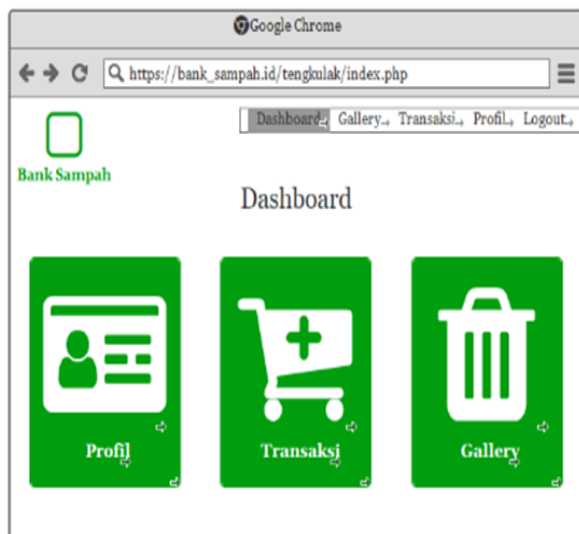 Google Chrome
https://bank_sampah.id/tengkulak/index.php
Dashboard Gallery Transaksi Profil Logout
Bank Sampah
Dashboard
Profil Transaksi Gallery